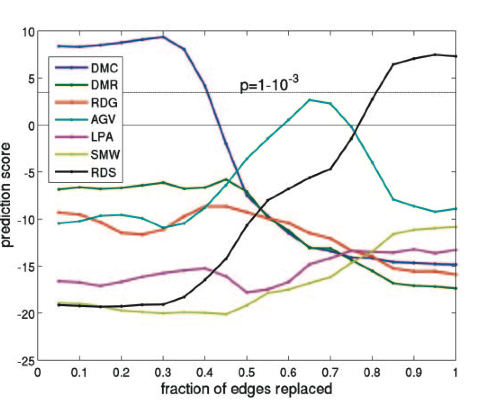 10
5
0
-5
-10
-15
-20
-25
prediction score
DMC
DMR
RDG
AGV
LPA
SMW
RDS
p=1-10⁻³
0 0.1 0.2 0.3 0.4 0.5 0.6 0.7 0.8 0.9 1
fraction of edges replaced